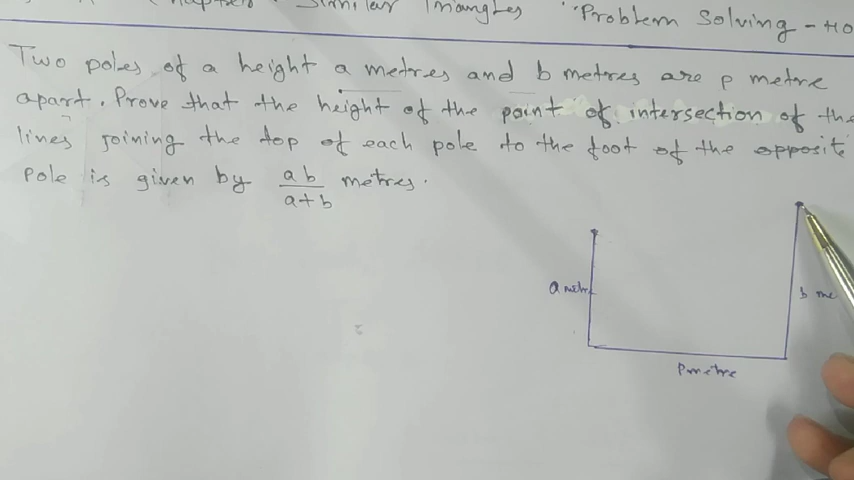 Similar Triangles "Problem Solving - HO
Two poles of a height a metres and b metres are p metre
apart. Prove that the height of the point of intersection of the
lines joining the top of each pole to the foot of the opposite
pole is given by ab/a+b metres.
a metre
b me
p metre